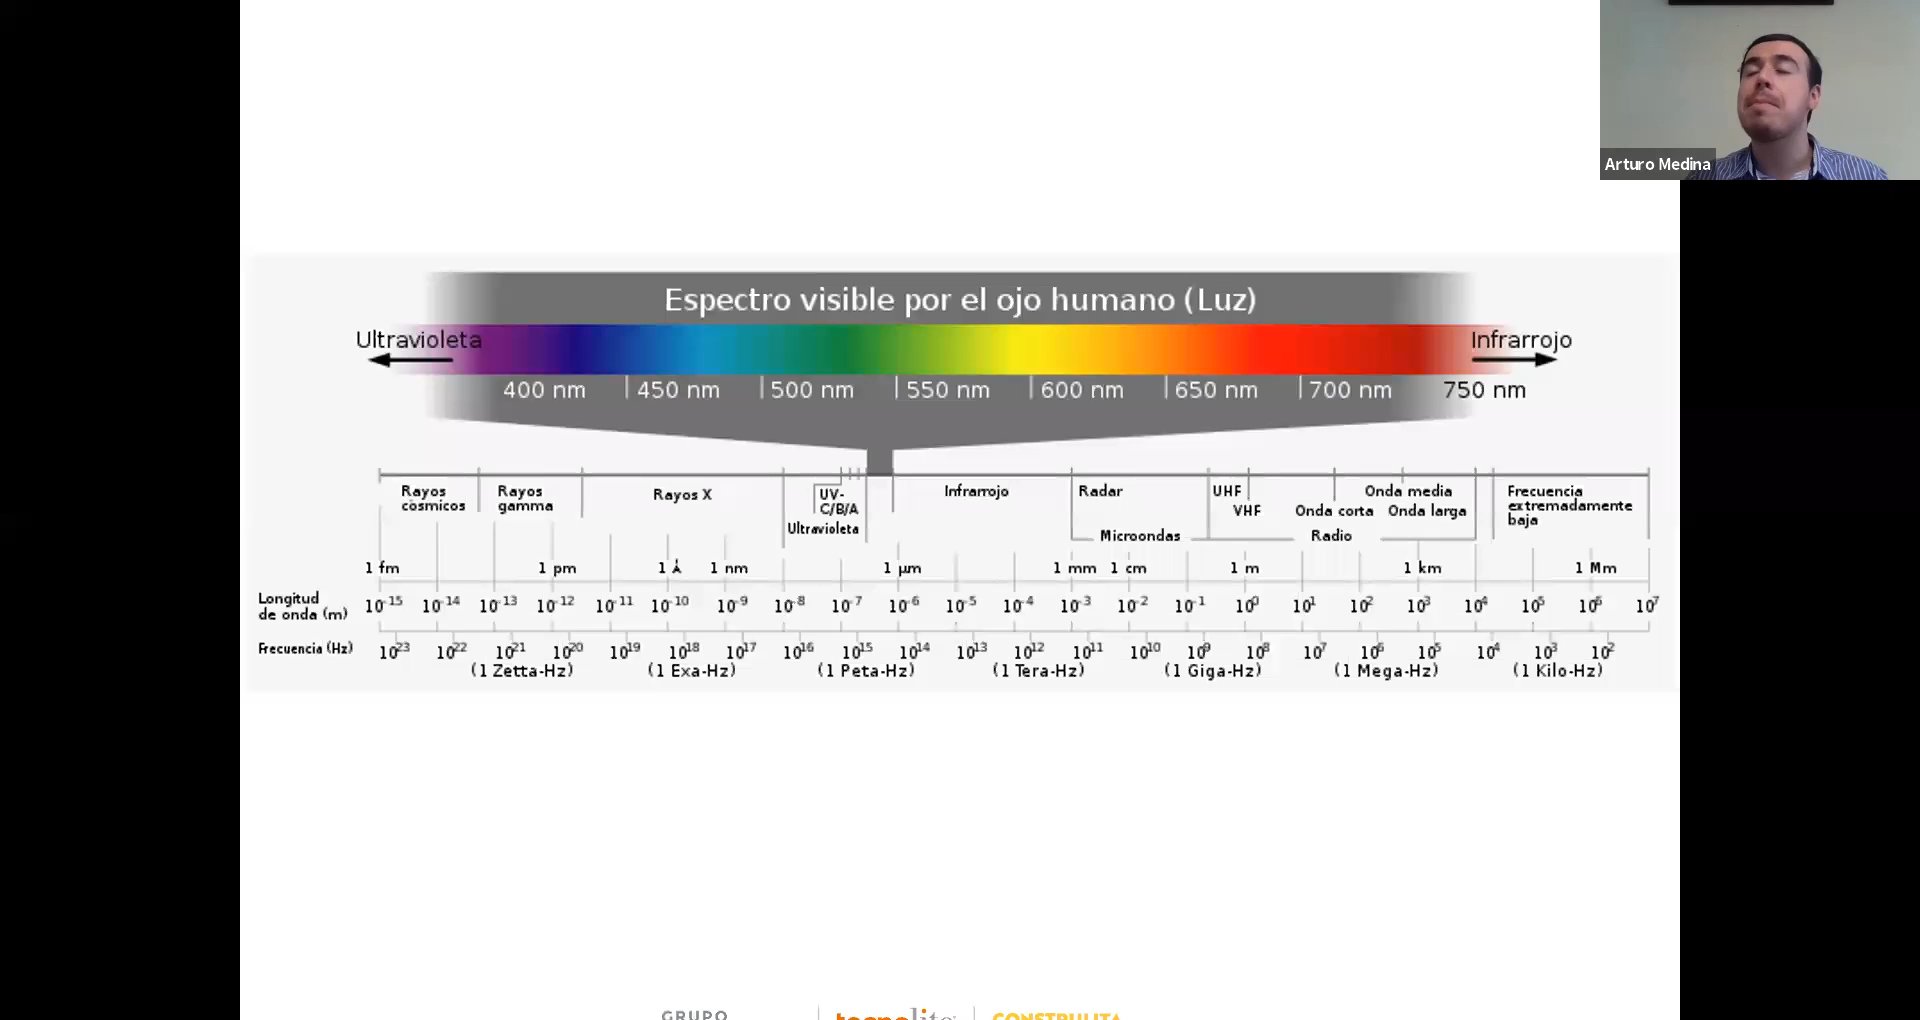 Arturo Medina
Espectro visible por el ojo humano (Luz)
Ultravioleta
Infrarrojo
400 nm 450 nm 500 nm 550 nm 600 nm 650 nm 700 nm 750 nm
Rayos cosmicos
Rayos gamma
Rayos X
UV-C/B/A
Ultravioleta
Infrarrojo
Radar
Microondas
UHF
VHF
Onda corta
Onda media
Onda larga
Radio
Frecuencia extremadamente baja
1 fm 1 pm 1 Å 1 nm 1 µm 1 mm 1 cm 1 m 1 km 1 Mm
Longitud de onda (m)
10⁻¹⁵ 10⁻¹⁴ 10⁻¹³ 10⁻¹² 10⁻¹¹ 10⁻¹⁰ 10⁻⁹ 10⁻⁸ 10⁻⁷ 10⁻⁶ 10⁻⁵ 10⁻⁴ 10⁻³ 10⁻² 10⁻¹ 10⁰ 10¹ 10² 10³ 10⁴ 10⁵ 10⁶ 10⁷
Frecuencia (Hz)
10²³ 10²² 10²¹ 10²⁰ 10¹⁹ 10¹⁸ 10¹⁷ 10¹⁶ 10¹⁵ 10¹⁴ 10¹³ 10¹² 10¹¹ 10¹⁰ 10⁹ 10⁸ 10⁷ 10⁶ 10⁵ 10⁴ 10³ 10²
(1 Zetta-Hz) (1 Exa-Hz) (1 Peta-Hz) (1 Tera-Hz) (1 Giga-Hz) (1 Mega-Hz) (1 Kilo-Hz)
GRUPO
tecnolite
CONSTRULITA